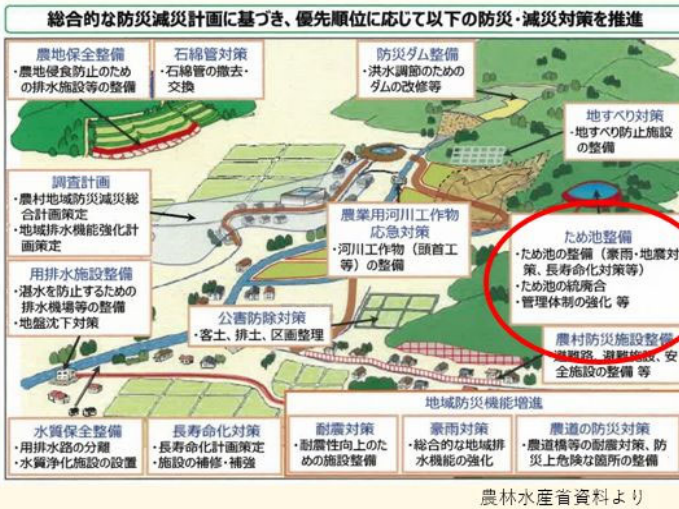 総合的な防災減災計画に基づき、優先順位に応じて以下の防災・減災対策を推進
農地保全整備
・農地侵食防止のため
の排水施設等の整備
石綿管対策
・石綿管の撤去・
交換
防災ダム整備
・洪水調節のための
ダムの改修等
地すべり対策
・地すべり防止施設
の整備
調査計画
・農村地域防災減災総
合計画策定
・地域排水機能強化計
画策定
農業用河川工作物
応急対策
・河川工作物（頭首工
等）の整備
ため池整備
・ため池の整備（豪雨・地震対
策、長寿命化対策等）
・ため池の統廃合
・管理体制の強化 等
用排水施設整備
・湛水を防止するための
排水機場等の整備
・地盤沈下対策
公害防除対策
・客土、排土、区画整理
農村防災施設整備
・避難路、避難施設、安
全施設の整備 等
地域防災機能増進
水質保全整備
・用排水路の分離
・水質浄化施設の設置
長寿命化対策
・長寿命化計画策定
・施設の補修・補強
耐震対策
・耐震性向上のた
めの施設整備
豪雨対策
・総合的な地域排
水機能の強化
農道の防災対策
・農道橋等の耐震対策、防
災上危険な箇所の整備
農林水産省資料より